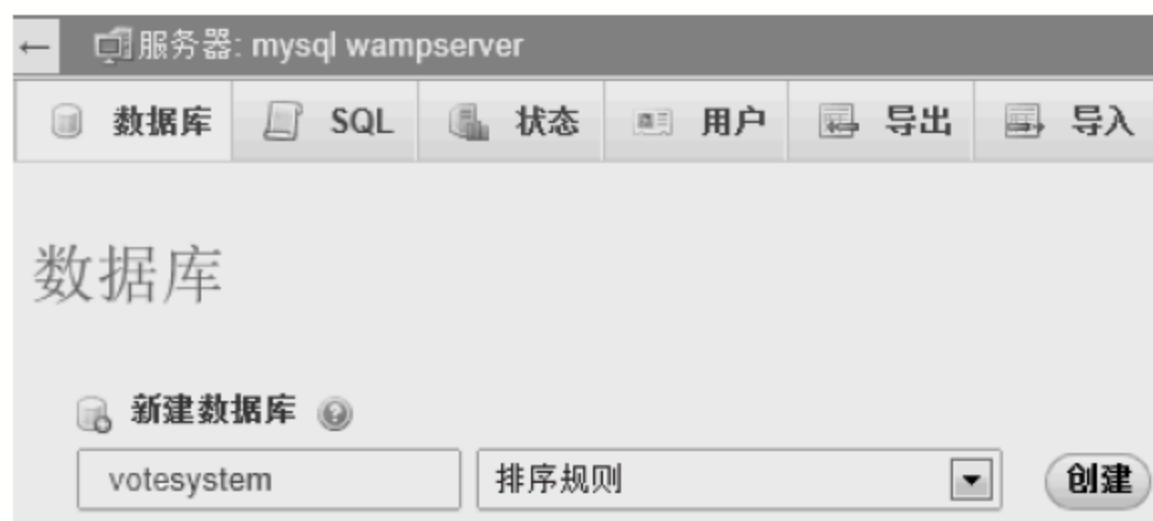 ← 服务器: mysql wampserver
数据库 SQL 状态 用户 导出 导入
数据库
新建数据库
votesystem 排序规则 创建